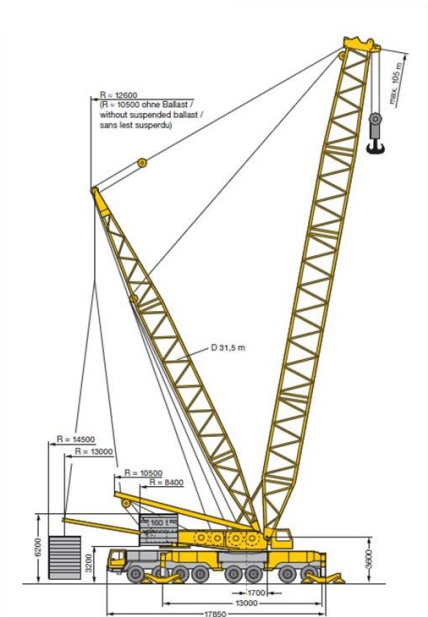 R = 12600
(R = 10500 ohne Ballast /
without suspended ballast /
sans lest susperdu)
max. 105 m
D 31,5 m
R = 14500
R = 13000
R = 10500
R = 8400
160 t
6200
3200
3600
1700
13000
17850